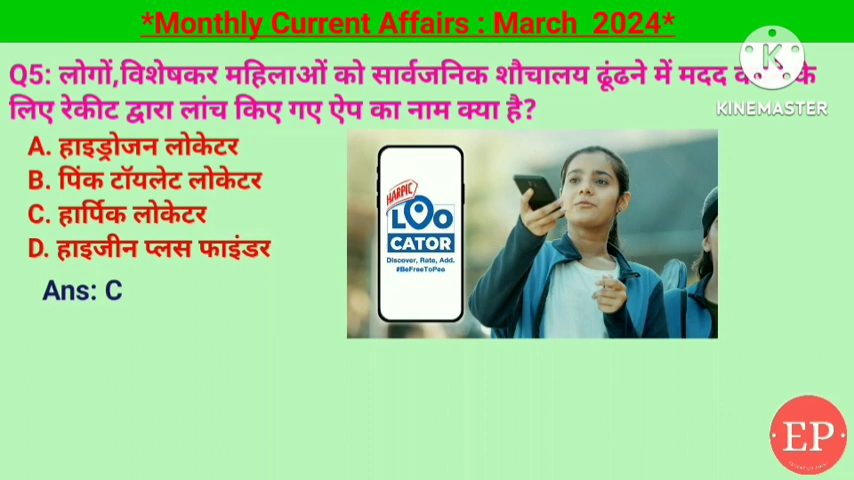 *Monthly Current Affairs : March 2024*
Q5: लोगों,विशेषकर महिलाओं को सार्वजनिक शौचालय ढूंढने में मदद के
लिए रेकीट द्वारा लांच किए गए ऐप का नाम क्या है?
KINEMASTER
A. हाइड्रोजन लोकेटर
B. पिंक टॉयलेट लोकेटर
C. हार्पिक लोकेटर
D. हाइजीन प्लस फाइंडर
Ans: C
HARPIC
LOO
CATOR
Discover, Rate, Add.
#BeFreeToPee
EP